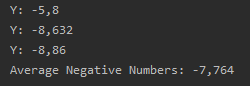 Y: -5,8
Y: -8,632
Y: -8,86
Average Negative Numbers: -7,764